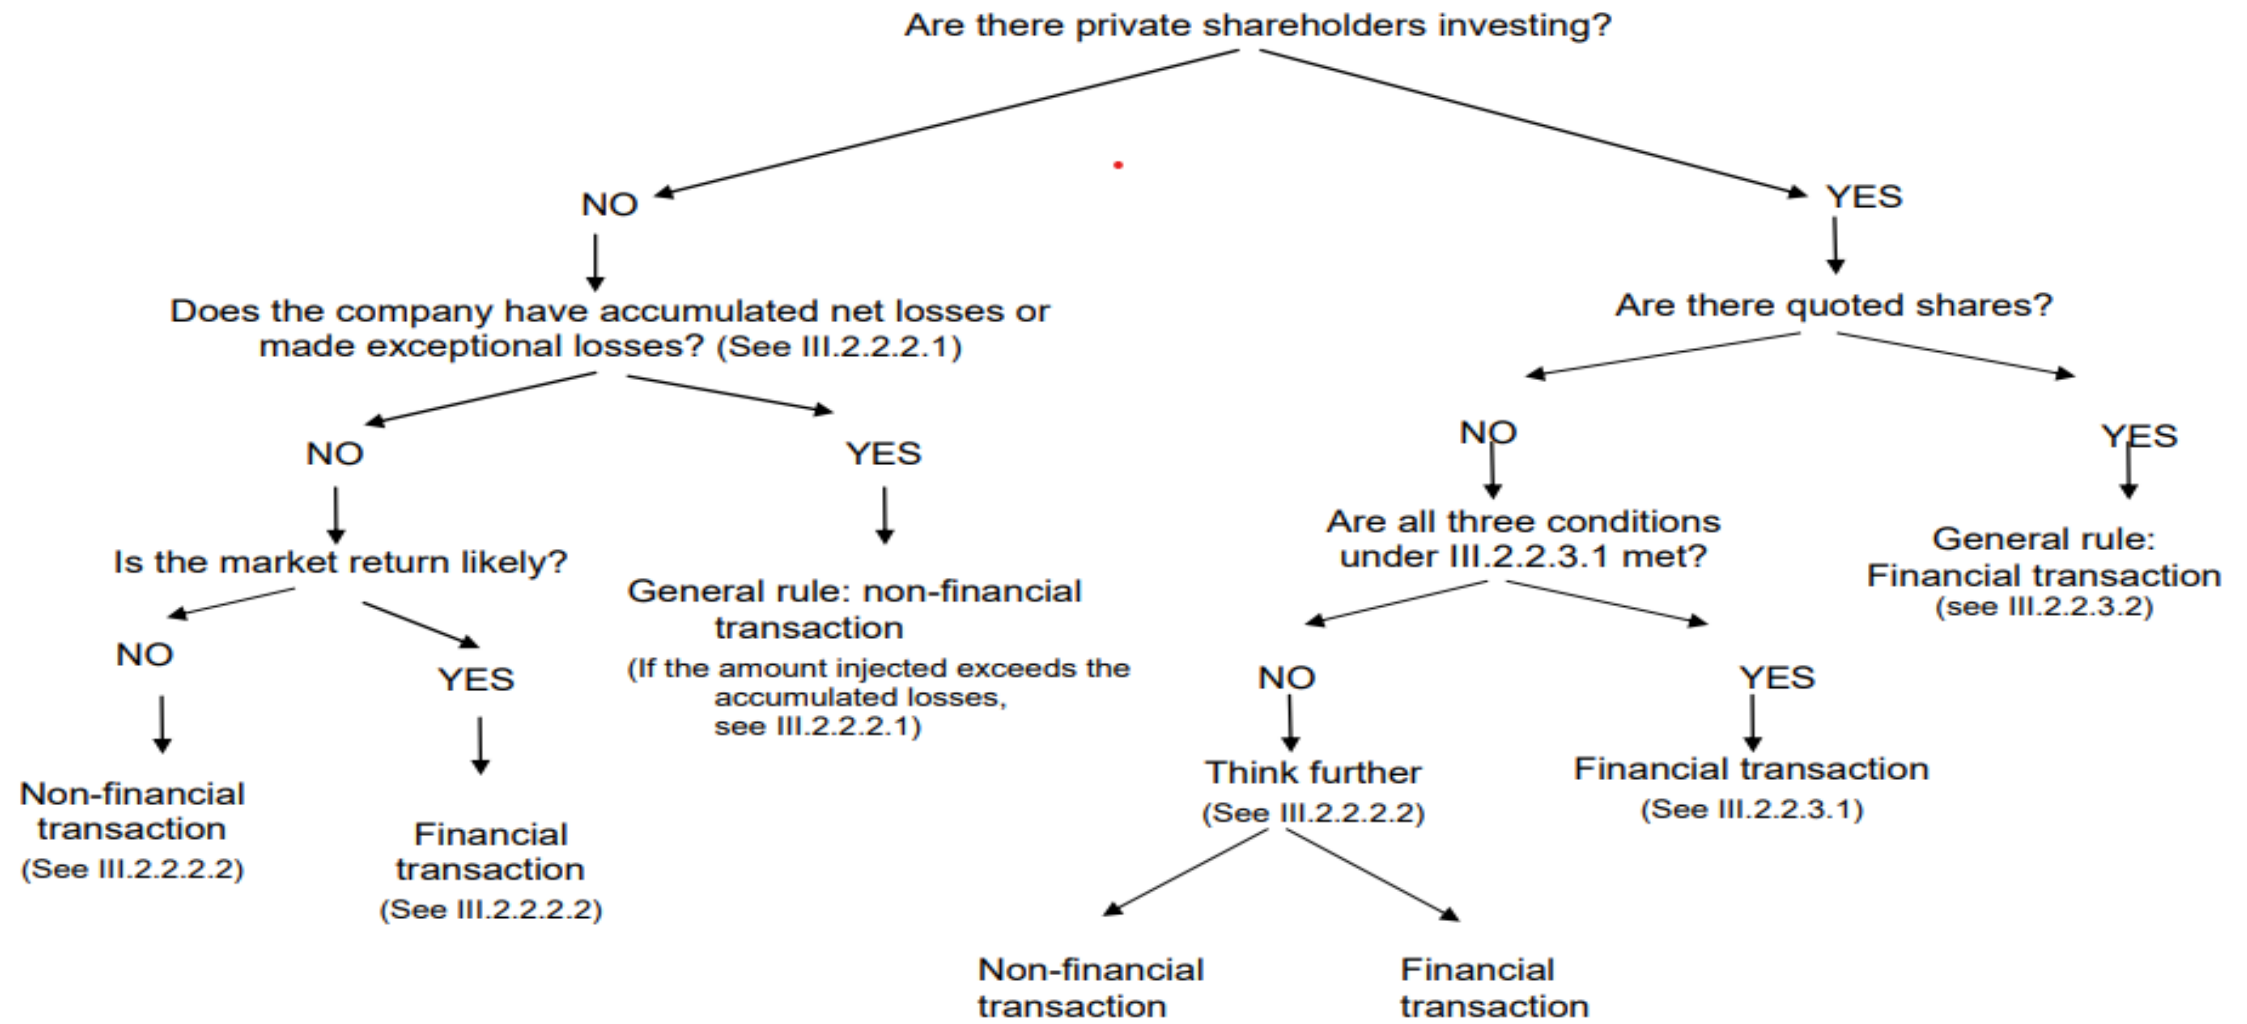 Are there private shareholders investing?
NO
YES
Does the company have accumulated net losses or
made exceptional losses? (See III.2.2.2.1)
Are there quoted shares?
NO
YES
NO
YES
Is the market return likely?
General rule: non-financial
transaction
(If the amount injected exceeds the
accumulated losses,
see III.2.2.2.1)
Are all three conditions
under III.2.2.3.1 met?
General rule:
Financial transaction
(see III.2.2.3.2)
NO
YES
NO
YES
Non-financial
transaction
(See III.2.2.2.2)
Financial
transaction
(See III.2.2.2.2)
Think further
(See III.2.2.2.2)
Financial transaction
(See III.2.2.3.1)
Non-financial
transaction
Financial
transaction